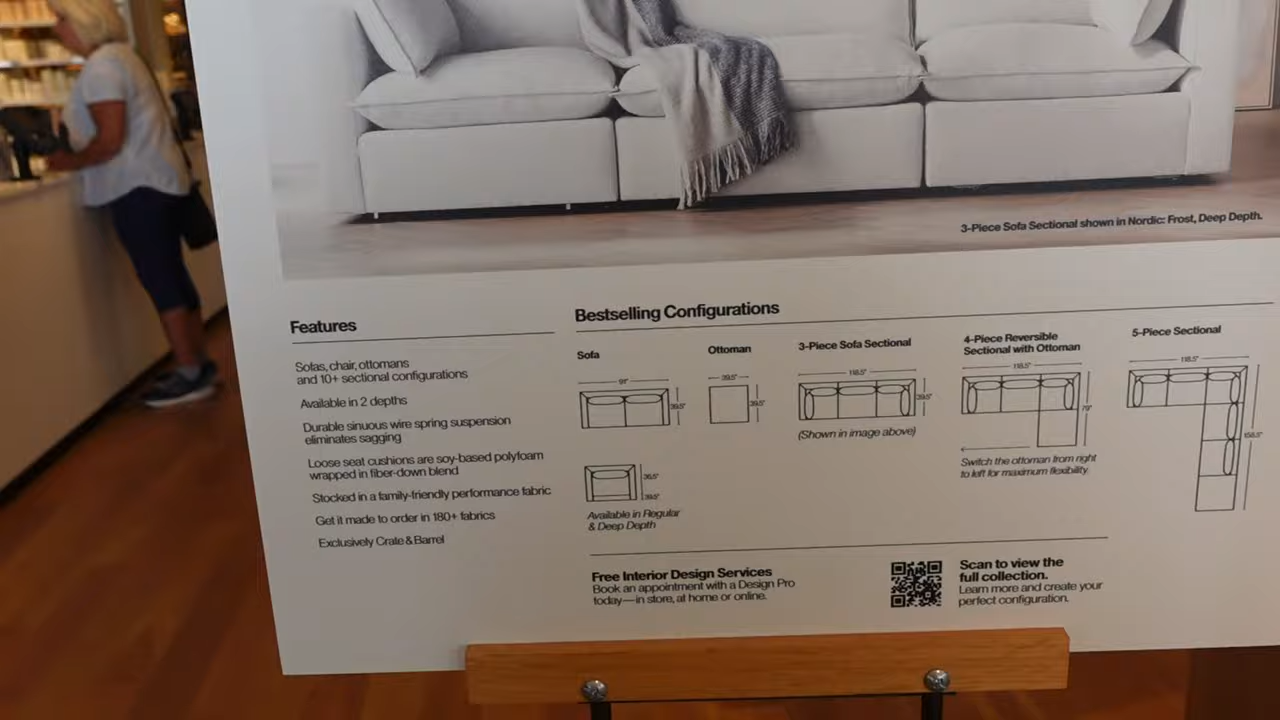 3-Piece Sofa Sectional shown in Nordic: Frost, Deep Depth.
Features
Sofas, chair, ottomans
and 10+ sectional configurations
Available in 2 depths
Durable sinuous wire spring suspension
eliminates sagging
Loose seat cushions are soy-based polyfoam
wrapped in fiber-down blend
Stocked in a family-friendly performance fabric
Get it made to order in 180+ fabrics
Exclusively Crate & Barrel
Bestselling Configurations
Sofa
91"
39.5"
36.5"
39.5"
Available in Regular
& Deep Depth
Ottoman
39.5"
39.5"
3-Piece Sofa Sectional
118.5"
39.5"
(Shown in image above)
4-Piece Reversible
Sectional with Ottoman
118.5"
79"
Switch the ottoman from right
to left for maximum flexibility.
5-Piece Sectional
118.5"
Free Interior Design Services
Book an appointment with a Design Pro
today—in store, at home or online.
Scan to view the
full collection.
Learn more and create your
perfect configuration.